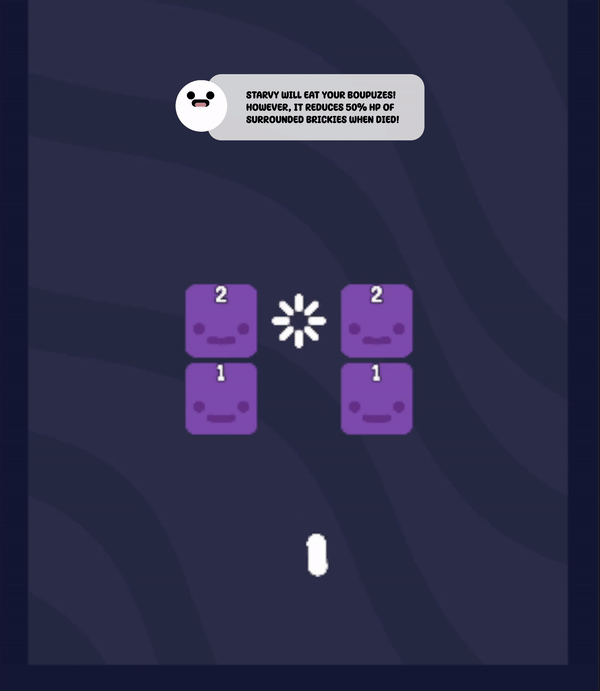 STARVY WILL EAT YOUR BOUPUZES!
HOWEVER, IT REDUCES 50% HP OF
SURROUNDED BRICKIES WHEN DIED!
2 2
1 1